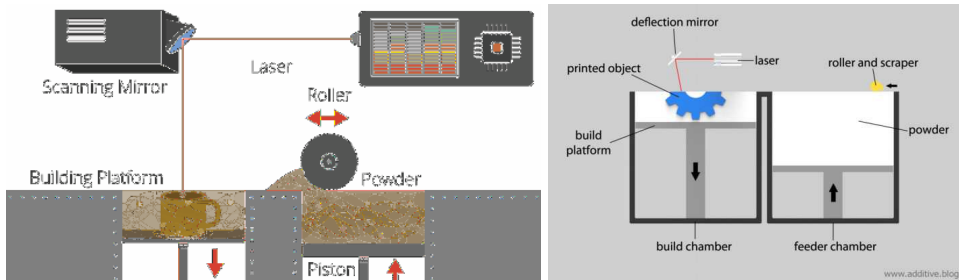 Scanning Mirror
Laser
Roller
Building Platform
Powder
Piston
deflection mirror
laser
printed object
roller and scraper
build
platform
powder
build chamber
feeder chamber
www.additive.blog